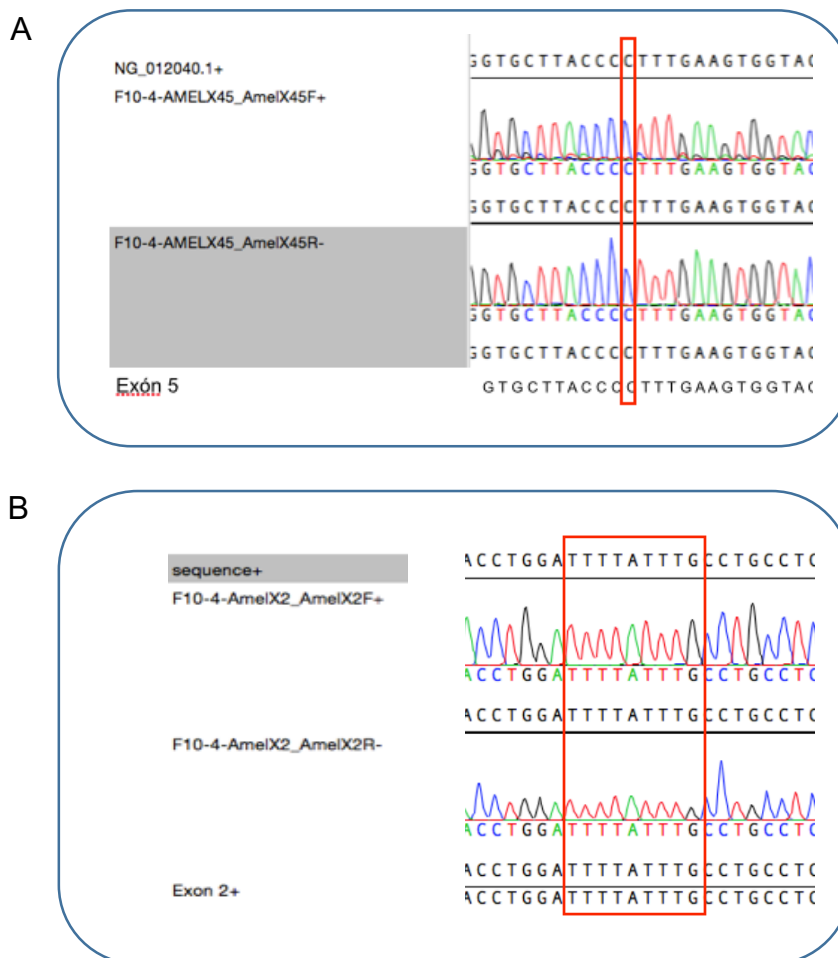 A
NG_012040.1+
GGTGCTTACCCCTTTGAAGTGGTAC
F10-4-AMELX45_AmelX45F+
GGTGCTTACCCCTTTGAAGTGGTAC
GGTGCTTACCCCTTTGAAGTGGTAC
F10-4-AMELX45_AmelX45R-
GGTGCTTACCCCTTTGAAGTGGTAC
GGTGCTTACCCCTTTGAAGTGGTAC
Exón 5
GTGCTTACCCCTTTGAAGTGGTAC
B
sequence+
ACCTGGATTTTATTTGCCTGCCTC
F10-4-AmelX2_AmelX2F+
ACCTGGATTTTATTTGCCTGCCTC
ACCTGGATTTTATTTGCCTGCCTC
F10-4-AmelX2_AmelX2R-
ACCTGGATTTTATTTGCCTGCCTC
ACCTGGATTTTATTTGCCTGCCTC
Exon 2+
ACCTGGATTTTATTTGCCTGCCTC